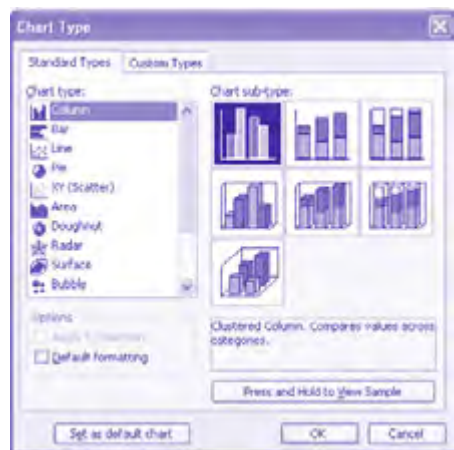 Chart Type
Standard Types
Custom Types
Chart type:
Chart sub-type:
Column
Bar
Line
Pie
XY (Scatter)
Area
Doughnut
Radar
Surface
Bubble
Options
Default formatting
Clustered Column. Compares values across
categories.
Press and Hold to View Sample
Set as default chart
OK
Cancel